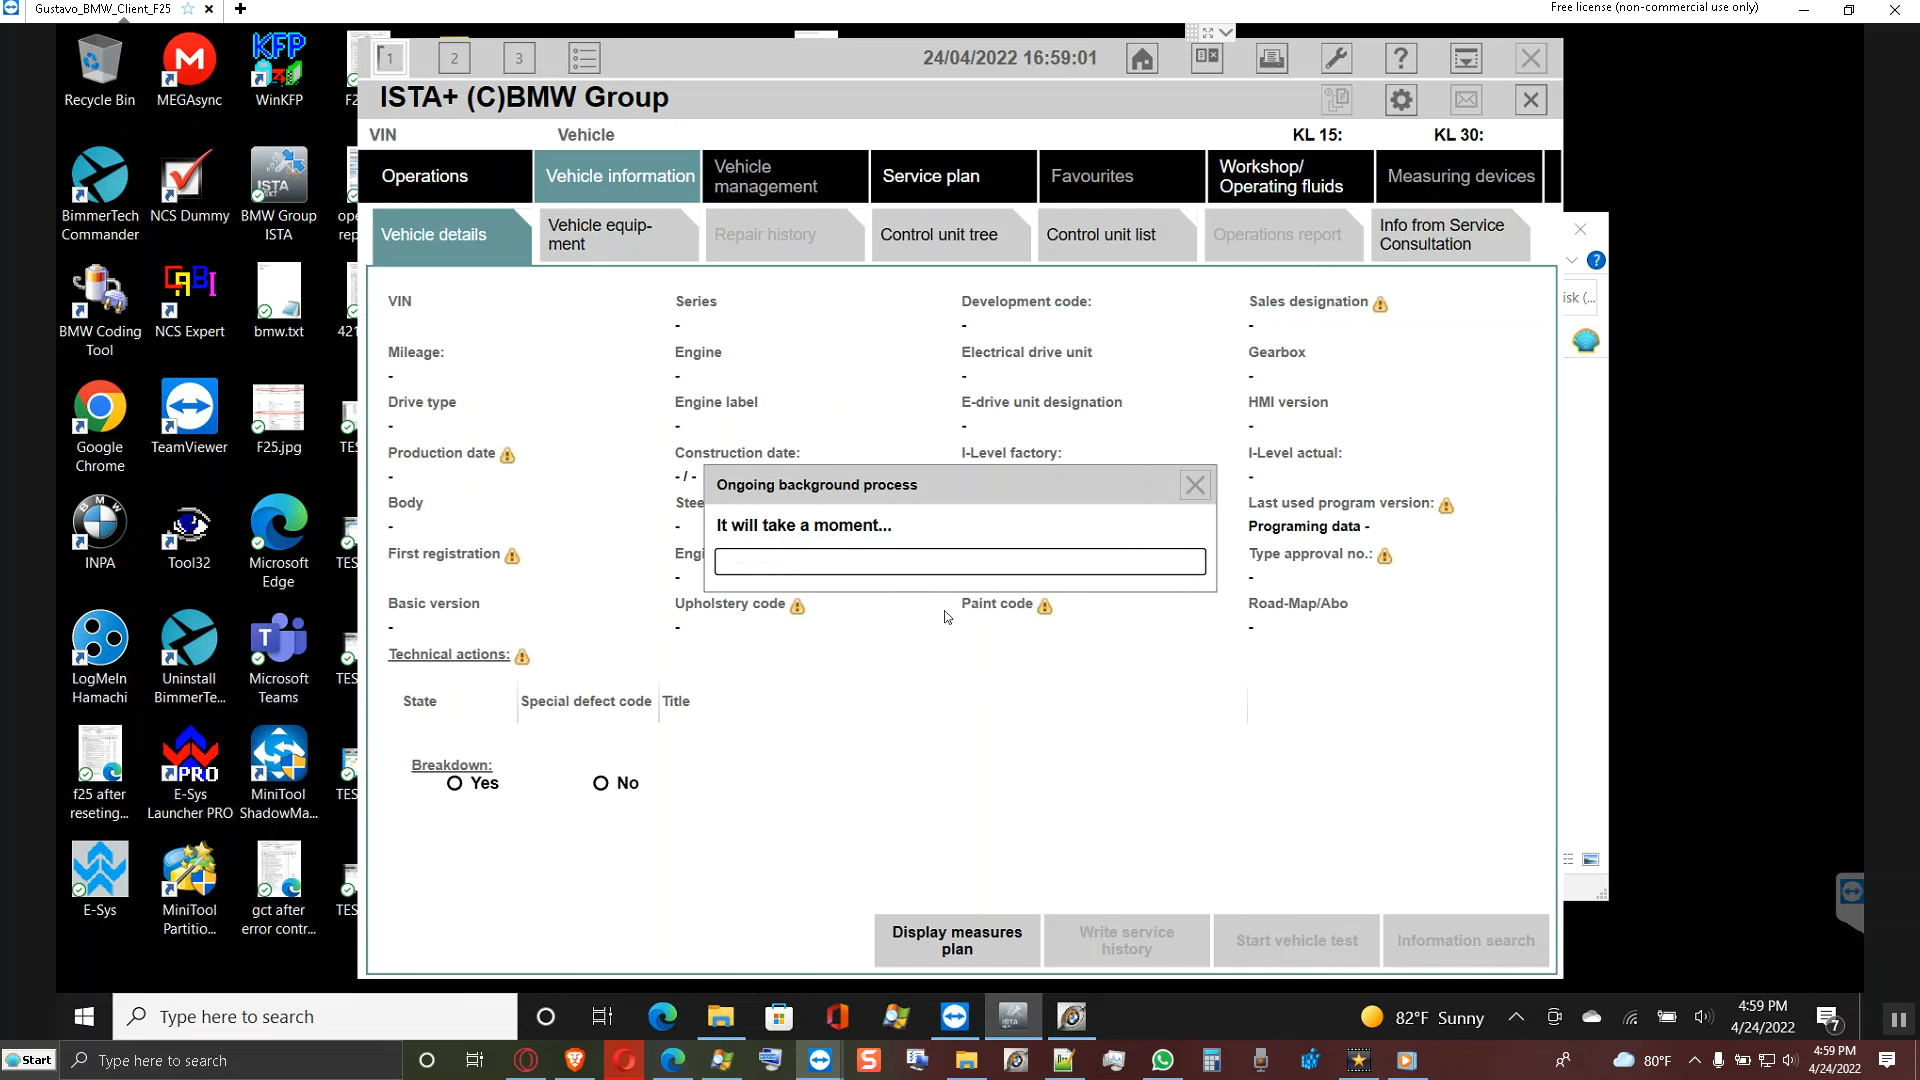 Gustavo_BMW_Client_F25
Free license (non-commercial use only)
Recycle Bin
MEGAsync
WinKFP
BimmerTech
Commander
NCS Dummy
BMW Group
ISTA
BMW Coding
Tool
NCS Expert
bmw.txt
Google
Chrome
TeamViewer
F25.jpg
INPA
Tool32
Microsoft
Edge
LogMeIn
Hamachi
Uninstall
BimmerTe...
Microsoft
Teams
f25 after
reseting...
E-Sys
Launcher PRO
MiniTool
ShadowMa...
E-Sys
MiniTool
Partitio...
gct after
error contr...
1
2
3
24/04/2022 16:59:01
ISTA+ (C)BMW Group
VIN
Vehicle
KL 15:
KL 30:
Operations
Vehicle information
Vehicle
management
Service plan
Favourites
Workshop/
Operating fluids
Measuring devices
Vehicle details
Vehicle equip-
ment
Repair history
Control unit tree
Control unit list
Operations report
Info from Service
Consultation
VIN
Series
-
Development code:
-
Sales designation
-
Mileage:
-
Engine
-
Electrical drive unit
-
Gearbox
-
Drive type
-
Engine label
-
E-drive unit designation
-
HMI version
-
Production date
-
Construction date:
- / -
I-Level factory:
I-Level actual:
-
Body
-
Stee
-
Last used program version:
Programing data -
First registration
Engi
-
Type approval no.:
-
Basic version
-
Upholstery code
-
Paint code
Road-Map/Abo
-
Ongoing background process
It will take a moment...
Technical actions:
State
Special defect code
Title
Breakdown:
Yes
No
Display measures
plan
Write service
history
Start vehicle test
Information search
isk (...
Type here to search
82°F Sunny
4:59 PM
4/24/2022
7
Start
Type here to search
80°F
4:59 PM
4/24/2022